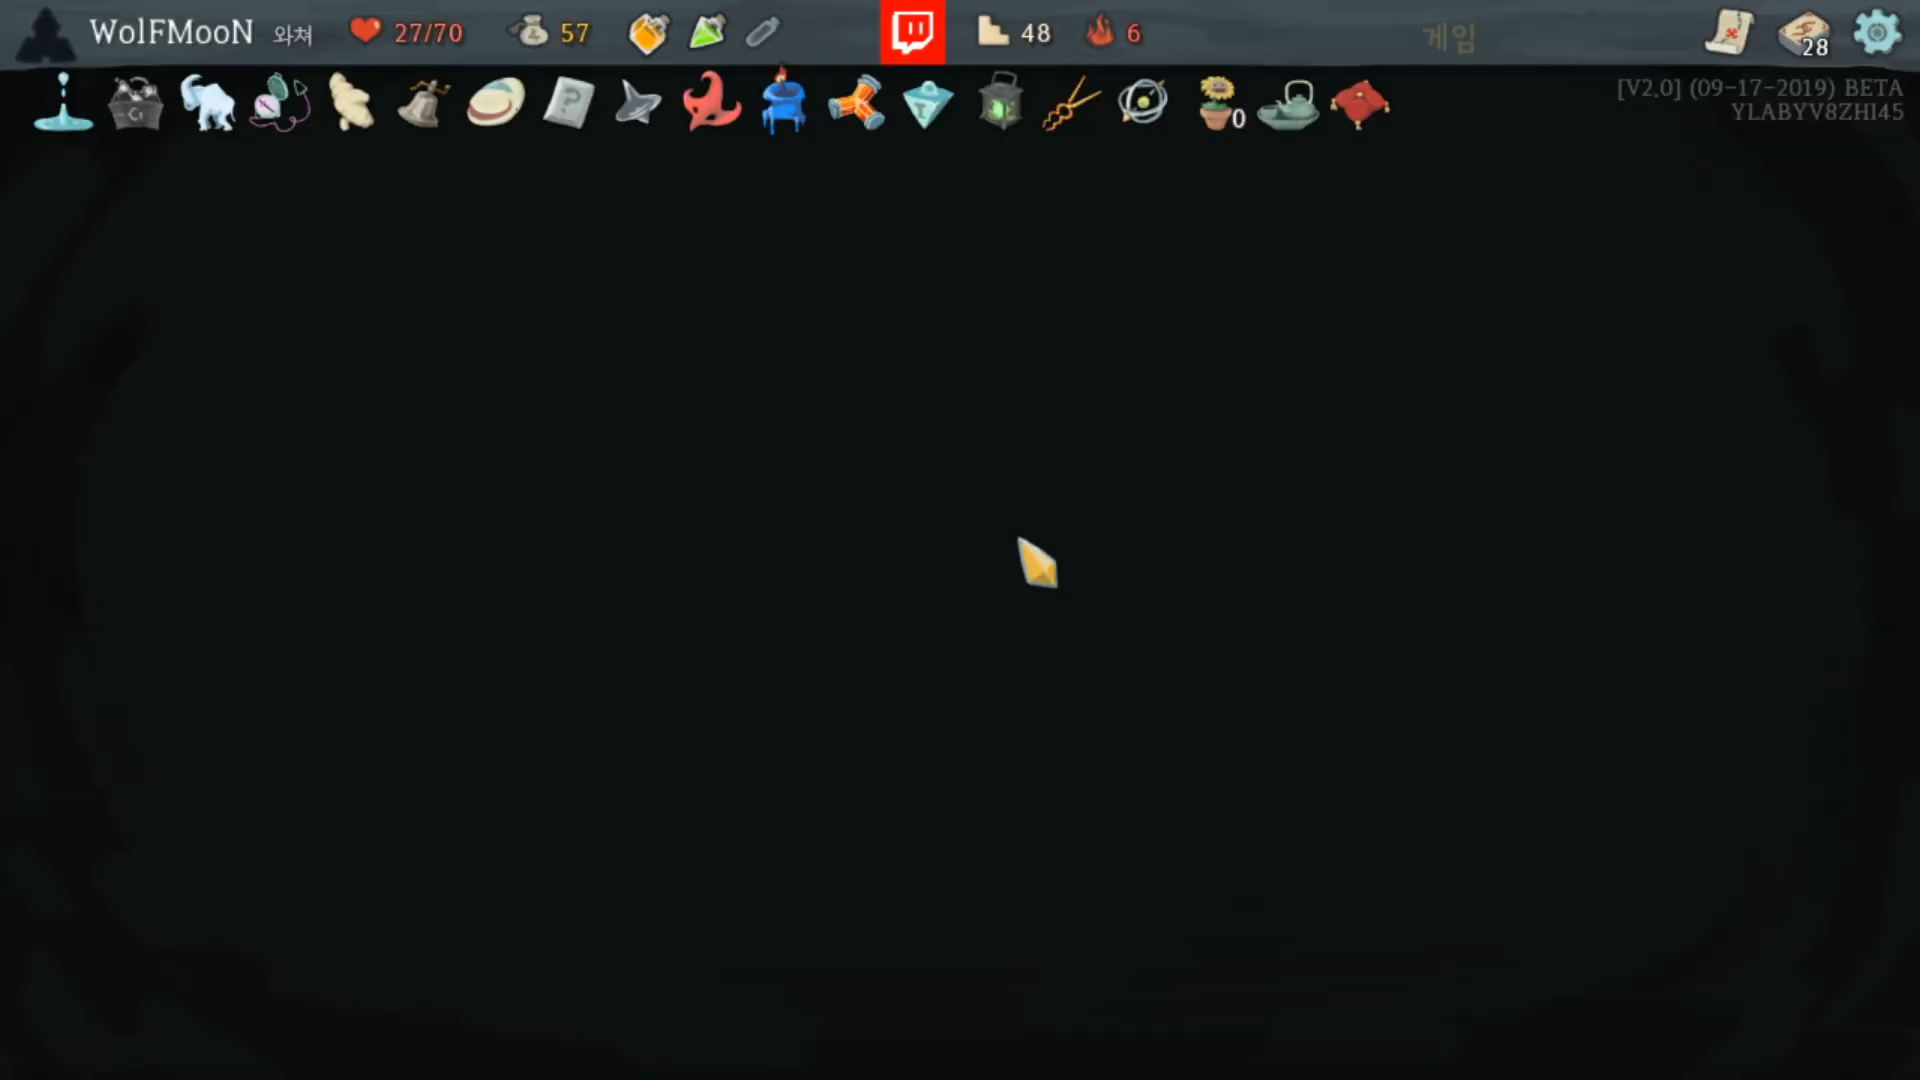 WolFMooN 와쳐 27/70 57 48 6 게임 28
[V2.0] (09-17-2019) BETA
YLABYV8ZHI45
0